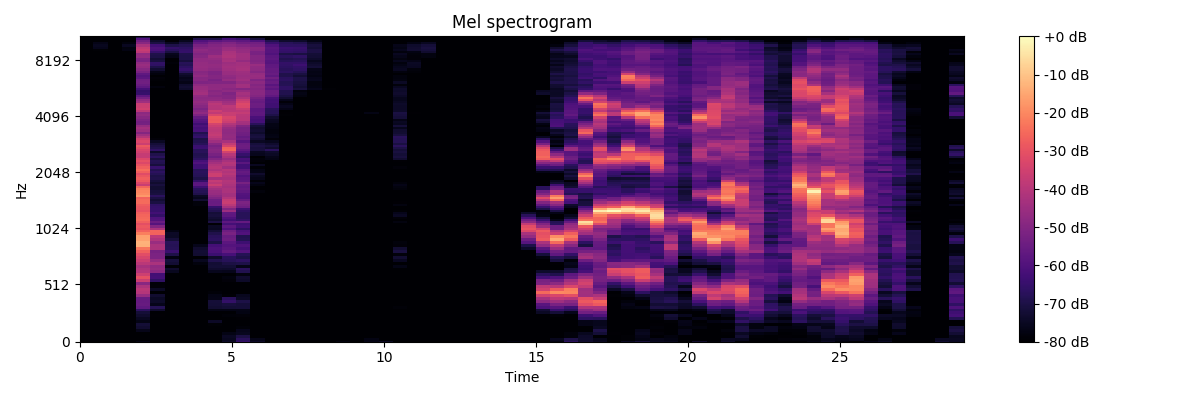 Mel spectrogram
Hz
8192
4096
2048
1024
512
0
0 5 10 15 20 25
Time
+0 dB
-10 dB
-20 dB
-30 dB
-40 dB
-50 dB
-60 dB
-70 dB
-80 dB